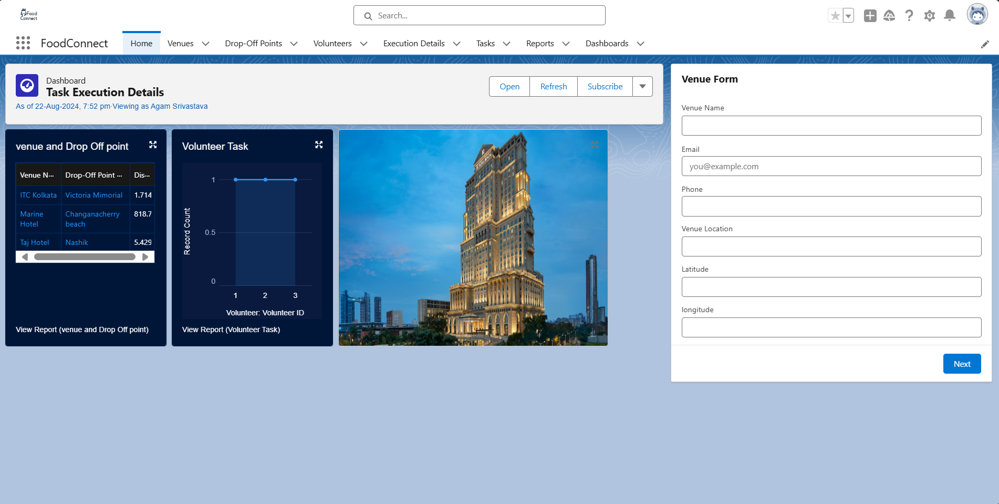 Food
Connect
Search...
FoodConnect
Home
Venues
Drop-Off Points
Volunteers
Execution Details
Tasks
Reports
Dashboards
Dashboard
Task Execution Details
As of 22-Aug-2024, 7:52 pm·Viewing as Agam Srivastava
Open
Refresh
Subscribe
venue and Drop Off point
Venue N... Drop-Off Point ... Dis...
ITC Kolkata Victoria Mimorial 1.714
Marine Changanacherry 818.7
Hotel beach
Taj Hotel Nashik 5.429
View Report (venue and Drop Off point)
Volunteer Task
Record Count
1
0.5
0
1 2 3
Volunteer: Volunteer ID
View Report (Volunteer Task)
Venue Form
Venue Name
Email
you@example.com
Phone
Venue Location
Latitude
longitude
Next